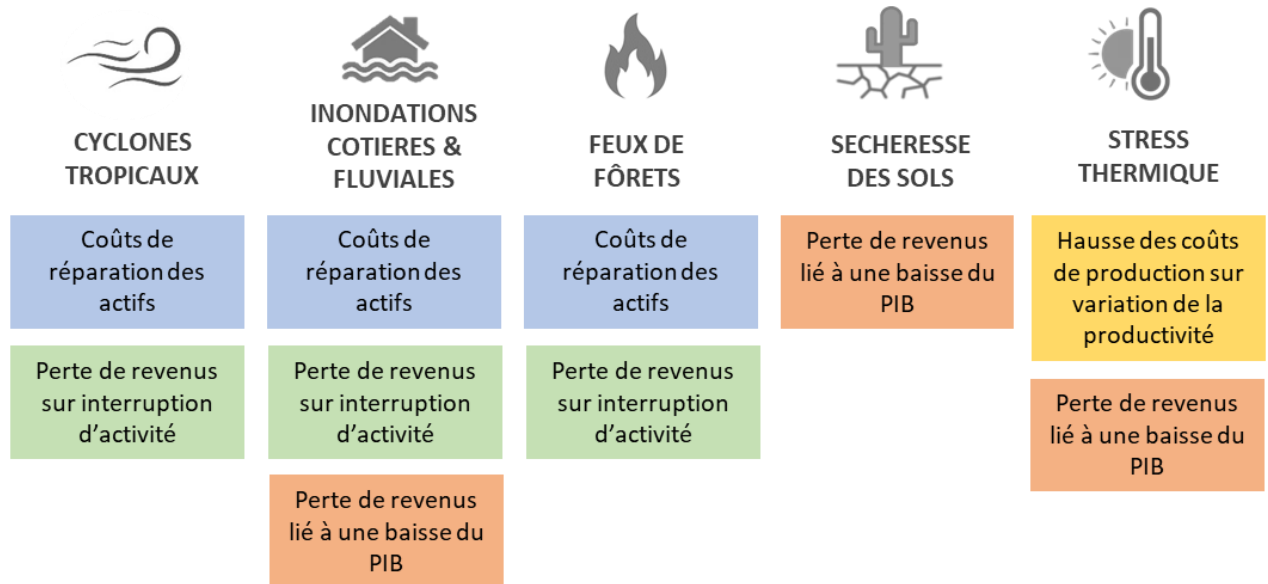 CYCLONES
TROPICAUX
INONDATIONS
COTIERES &
FLUVIALES
FEUX DE
FÔRETS
SECHERESSE
DES SOLS
STRESS
THERMIQUE
Coûts de
réparation des
actifs
Coûts de
réparation des
actifs
Coûts de
réparation des
actifs
Perte de revenus
lié à une baisse du
PIB
Hausse des coûts
de production sur
variation de la
productivité
Perte de revenus
sur interruption
d’activité
Perte de revenus
sur interruption
d’activité
Perte de revenus
sur interruption
d’activité
Perte de revenus
lié à une baisse du
PIB
Perte de revenus
lié à une baisse du
PIB